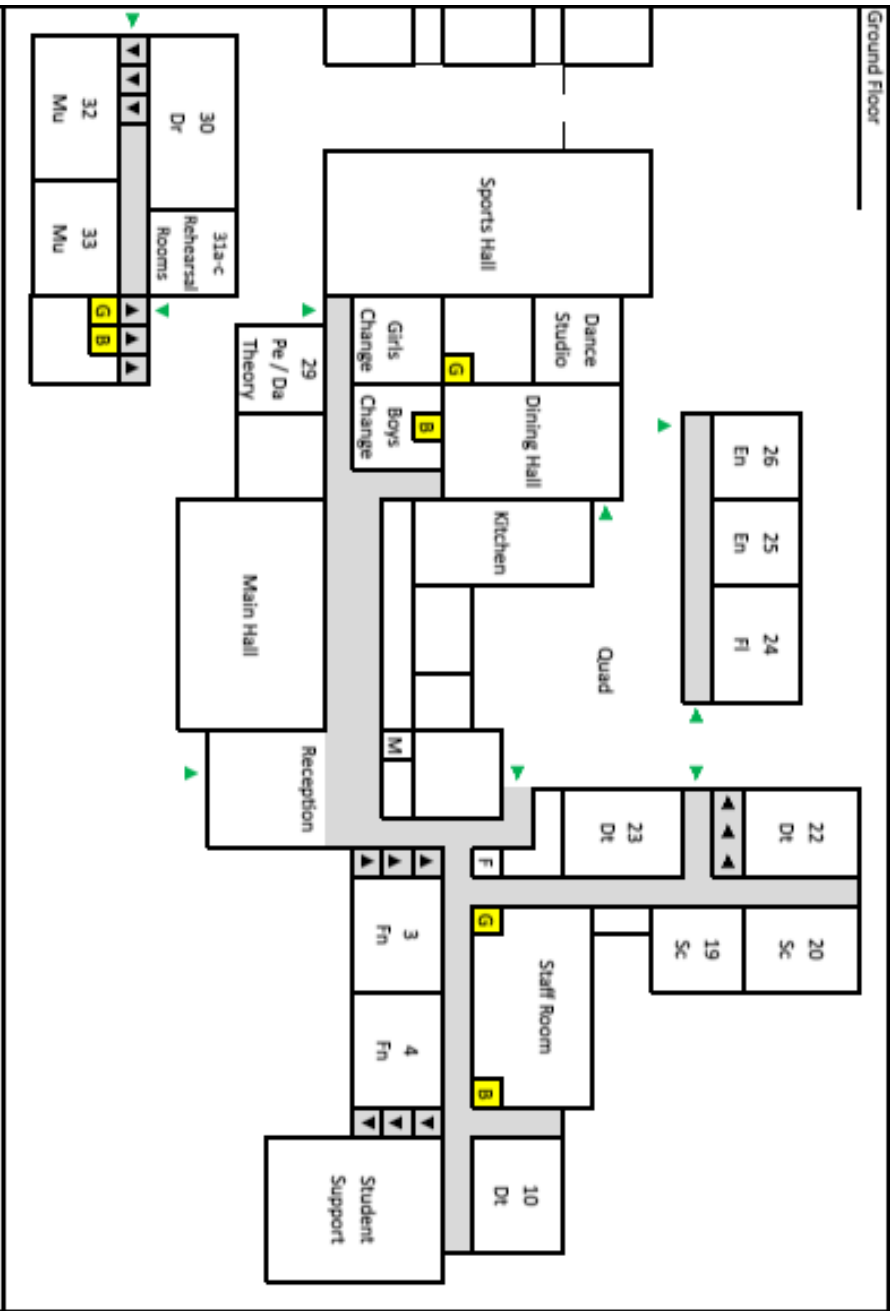 Ground Floor
26
En
25
En
24
Fl
22
Dt
20
Sc
19
Sc
23
Dt
Quad
Sports Hall
Dance
Studio
Dining Hall
Kitchen
Staff Room
10
Dt
G
F
G
B
B
Girls
Change
Boys
Change
M
3
Fn
4
Fn
Student
Support
Reception
29
Pe / Da
Theory
Main Hall
30
Dr
31a-c
Rehearsal
Rooms
32
Mu
33
Mu
G
B